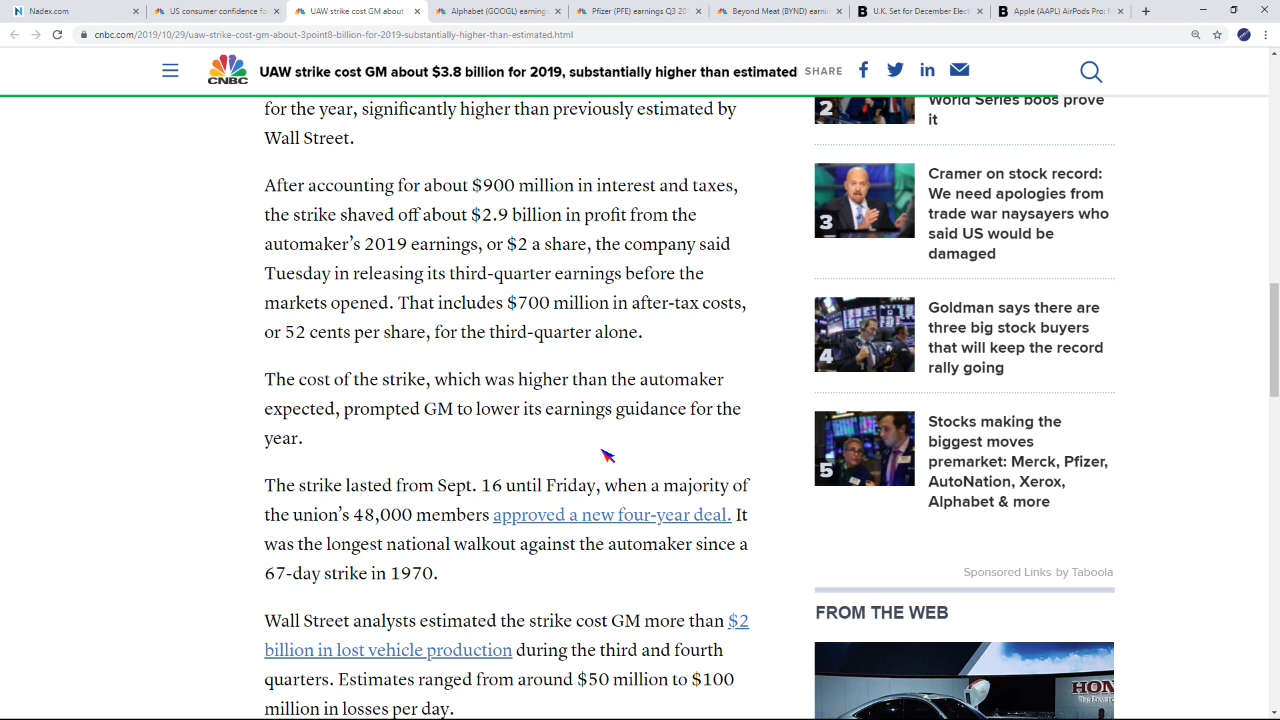 Nadex.com
US consumer confidence fo
UAW strike cost GM about $
Alphabet (GOOGL) earning
Pfizer (PFE) earnings Q3 20
Beyond Meat (BYND) earnin
U.K. Set for December Elect
Apple (AAPL) AirPods Pro: F
cnbc.com/2019/10/29/uaw-strike-cost-gm-about-3point8-billion-for-2019-substantially-higher-than-estimated.html
CNBC
UAW strike cost GM about $3.8 billion for 2019, substantially higher than estimated
SHARE
for the year, significantly higher than previously estimated by
Wall Street.
After accounting for about $900 million in interest and taxes,
the strike shaved off about $2.9 billion in profit from the
automaker’s 2019 earnings, or $2 a share, the company said
Tuesday in releasing its third-quarter earnings before the
markets opened. That includes $700 million in after-tax costs,
or 52 cents per share, for the third-quarter alone.
The cost of the strike, which was higher than the automaker
expected, prompted GM to lower its earnings guidance for the
year.
The strike lasted from Sept. 16 until Friday, when a majority of
the union’s 48,000 members approved a new four-year deal. It
was the longest national walkout against the automaker since a
67-day strike in 1970.
Wall Street analysts estimated the strike cost GM more than $2
billion in lost vehicle production during the third and fourth
quarters. Estimates ranged from around $50 million to $100
million in losses per day.
2
World Series boos prove
it
3
Cramer on stock record:
We need apologies from
trade war naysayers who
said US would be
damaged
4
Goldman says there are
three big stock buyers
that will keep the record
rally going
5
Stocks making the
biggest moves
premarket: Merck, Pfizer,
AutoNation, Xerox,
Alphabet & more
Sponsored Links by Taboola
FROM THE WEB
HON